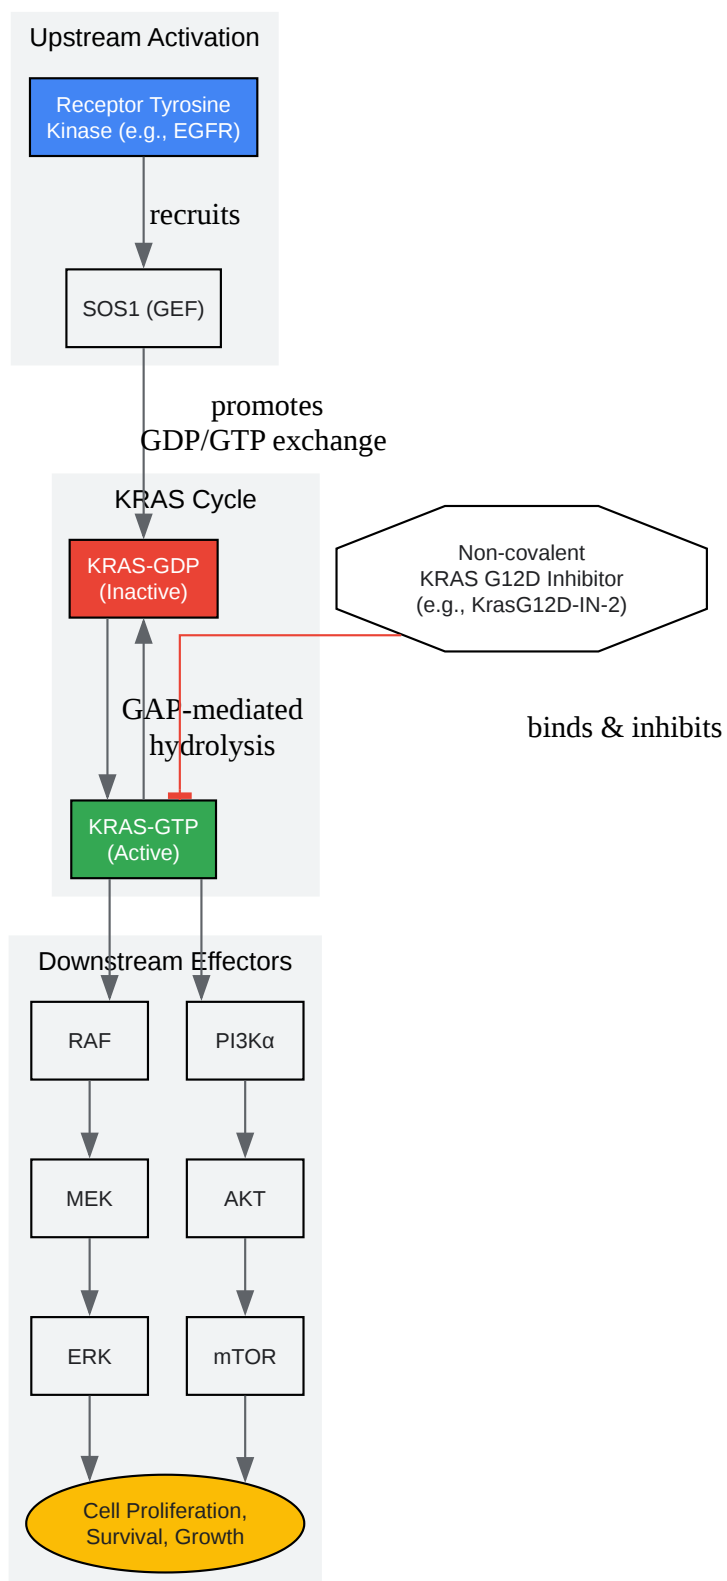 Upstream Activation
Receptor Tyrosine
Kinase (e.g., EGFR)
recruits
SOS1 (GEF)
promotes
GDP/GTP exchange
KRAS Cycle
KRAS-GDP
(Inactive)
Non-covalent
KRAS G12D Inhibitor
(e.g., KrasG12D-IN-2)
GAP-mediated
hydrolysis
binds & inhibits
KRAS-GTP
(Active)
Downstream Effectors
RAF
PI3Kα
MEK
AKT
ERK
mTOR
Cell Proliferation,
Survival, Growth